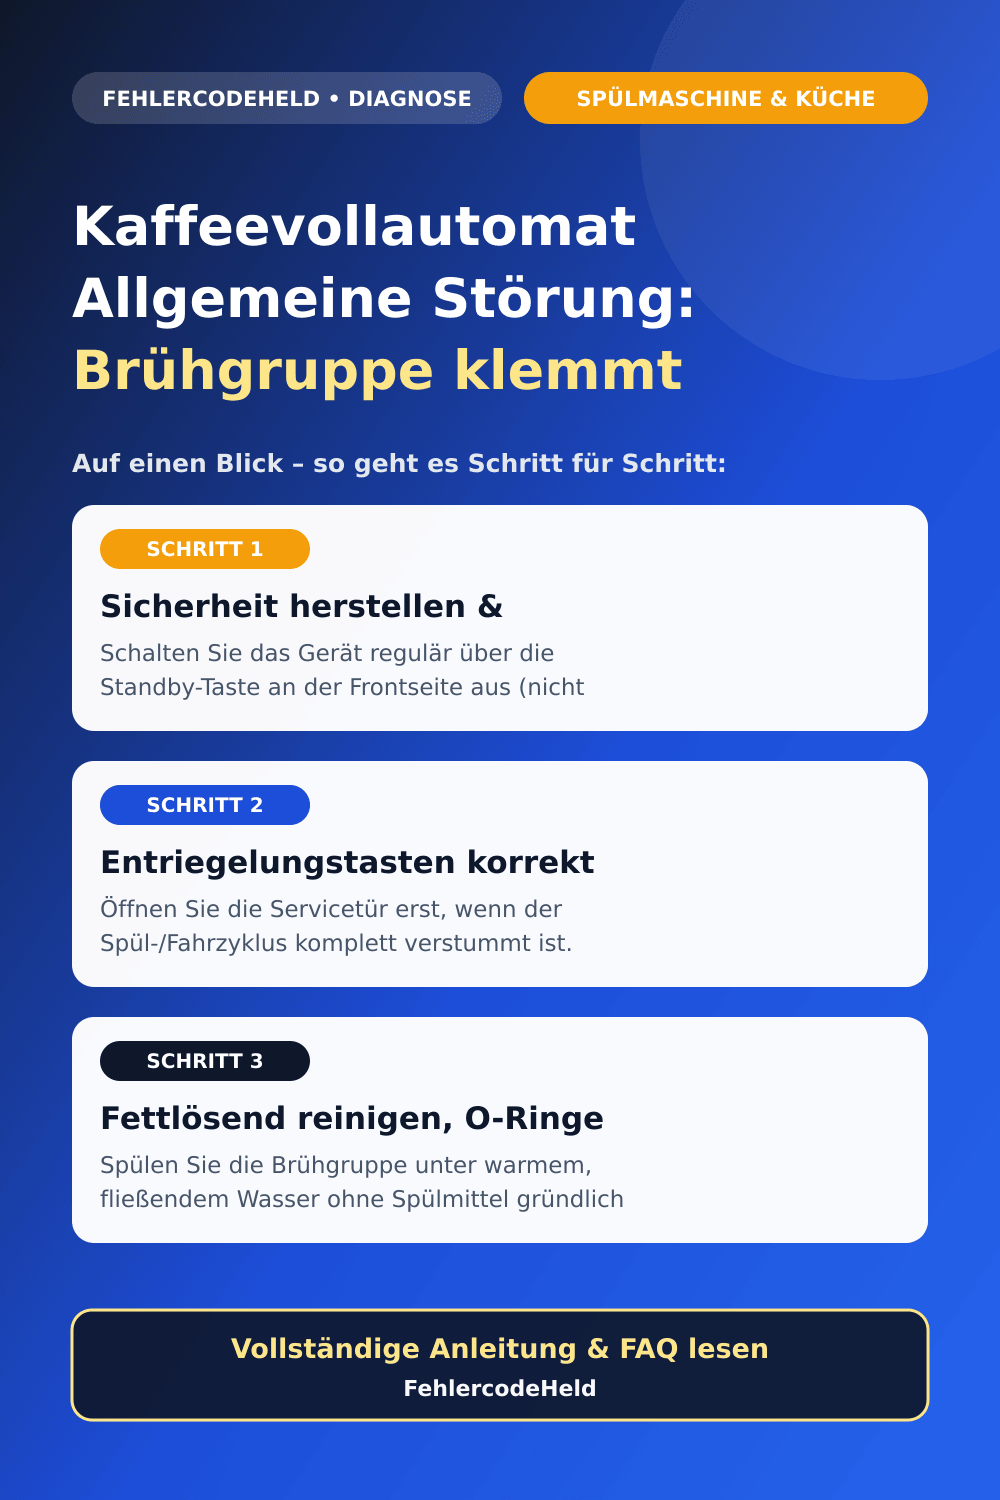 FEHLERCODEHELD • DIAGNOSE
SPÜLMASCHINE & KÜCHE
Kaffeevollautomat
Allgemeine Störung:
Brühgruppe klemmt
Auf einen Blick – so geht es Schritt für Schritt:
SCHRITT 1
Sicherheit herstellen &
Schalten Sie das Gerät regulär über die
Standby-Taste an der Frontseite aus (nicht
SCHRITT 2
Entriegelungstasten korrekt
Öffnen Sie die Servicetür erst, wenn der
Spül-/Fahrzyklus komplett verstummt ist.
SCHRITT 3
Fettlösend reinigen, O-Ringe
Spülen Sie die Brühgruppe unter warmem,
fließendem Wasser ohne Spülmittel gründlich
Vollständige Anleitung & FAQ lesen
FehlercodeHeld